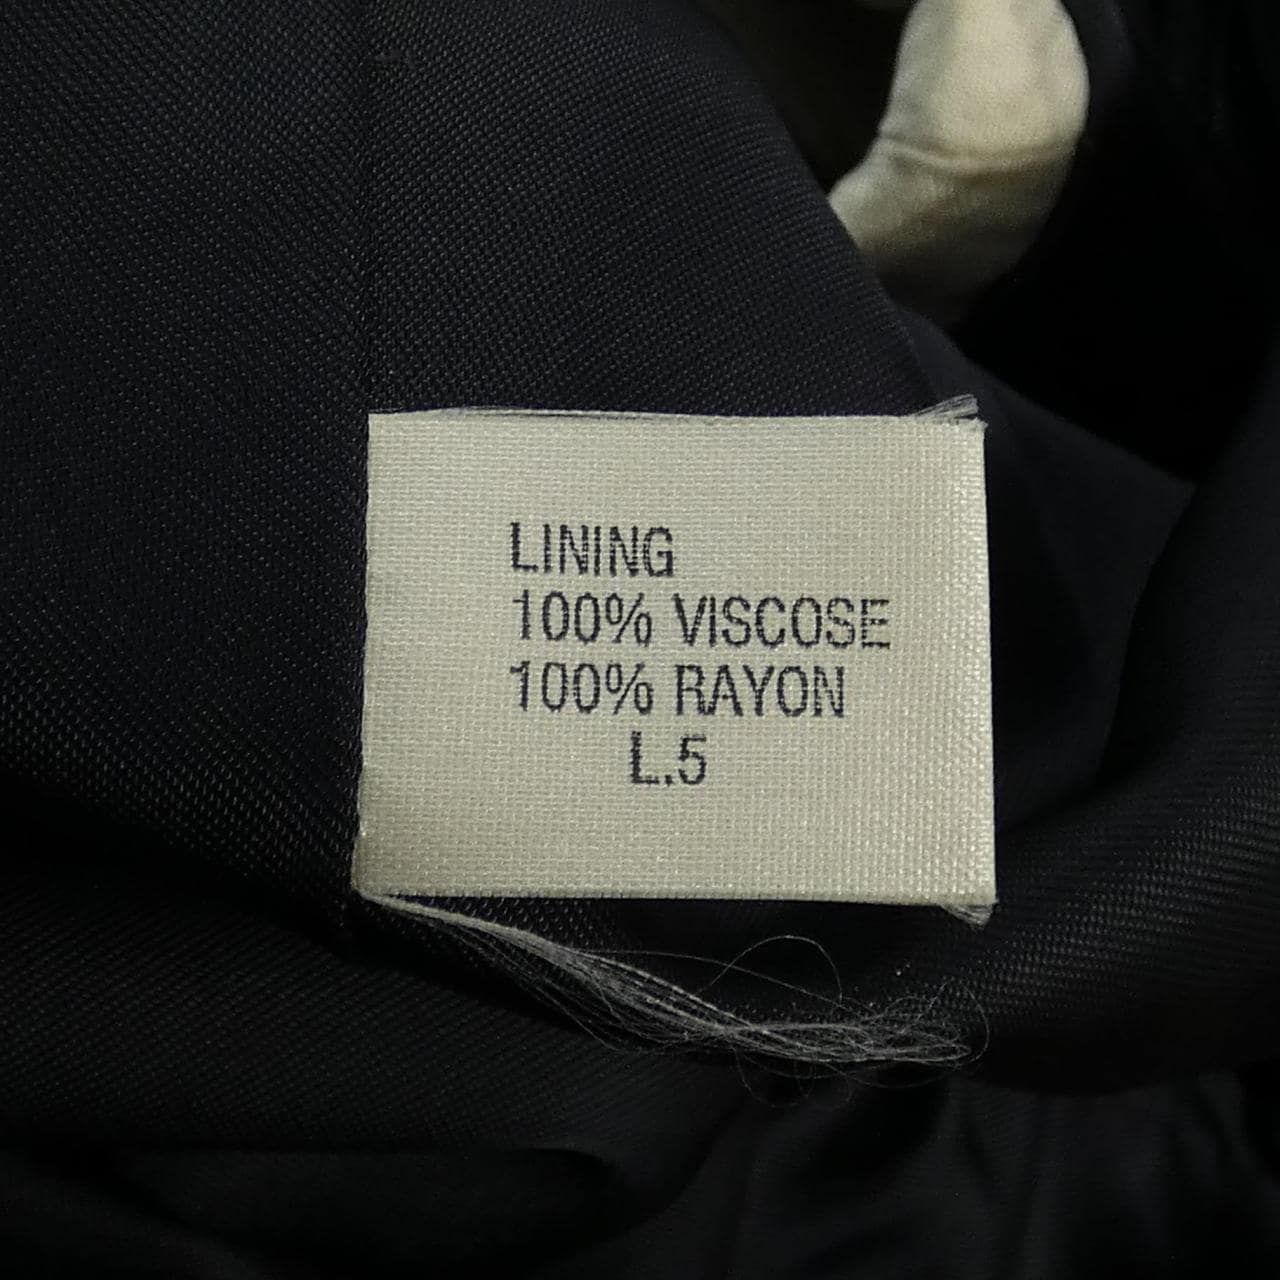 LINING
100% VISCOSE
100% RAYON
L.5